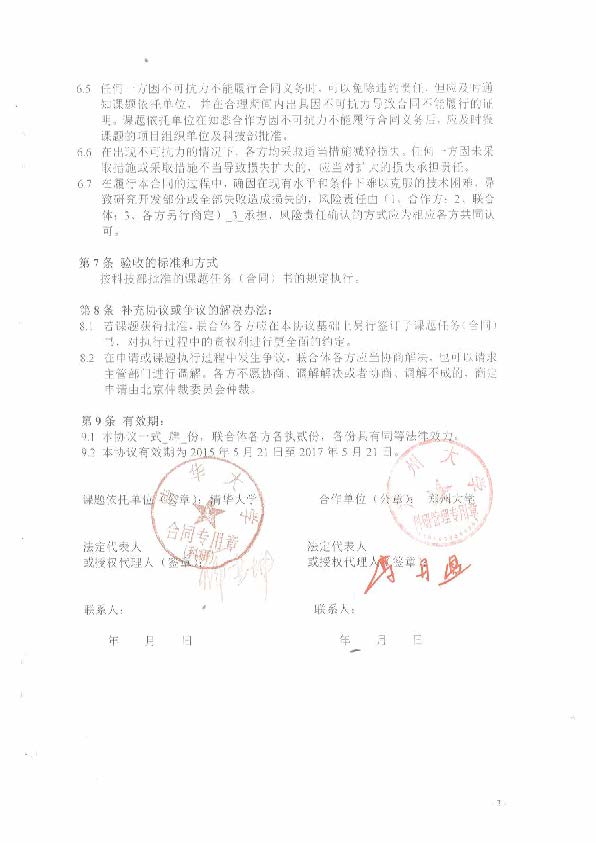 6.5 任何一方因不可抗力不能履行合同义务时，可以免除违约责任，但应及时通
知课题依托单位，并在合理期间内出具因不可抗力导致合同不能履行的证
明。课题依托单位在知悉合作方因不可抗力不能履行合同义务后，应及时报
课题的项目组织单位及科技部批准。
6.6 在出现不可抗力的情况下，各方均采取适当措施减轻损失。任何一方因未采
取措施或采取措施不当导致损失扩大的，应当对扩大的损失承担责任。
6.7 在履行本合同的过程中，确因在现有水平和条件下难以克服的技术困难，导
致研究开发部分或全部失败造成损失的，风险责任由（1、合作方；2、联合
体；3、各方另行商定）_3_承担，风险责任确认的方式应为相应各方共同认
可。
第 7 条 验收的标准和方式
按科技部批准的课题任务（合同）书的规定执行。
第 8 条 补充协议或争议的解决办法：
8.1 若课题获得批准，联合体各方应在本协议基础上另行签订子课题任务(合同)
书，对执行过程中的责权利进行更全面的约定。
8.2 在申请或课题执行过程中发生争议，联合体各方应当协商解决，也可以请求
主管部门进行调解。各方不愿协商、调解解决或者协商、调解不成的，商定
申请由北京仲裁委员会仲裁。
第 9 条 有效期：
9.1 本协议一式_肆_份，联合体各方各执贰份，各份具有同等法律效力。
9.2 本协议有效期为 2015 年 5 月 21 日至 2017 年 5 月 21 日。
课题依托单位（公章）：清华大学 合作单位（公章）：郑州大学
清华大学
合同专用章
郑州大学
科研管理专用章
法定代表人 法定代表人
或授权代理人（签章）： 或授权代理人（签章）
联系人： 联系人：
年 月 日 年 月 日
7